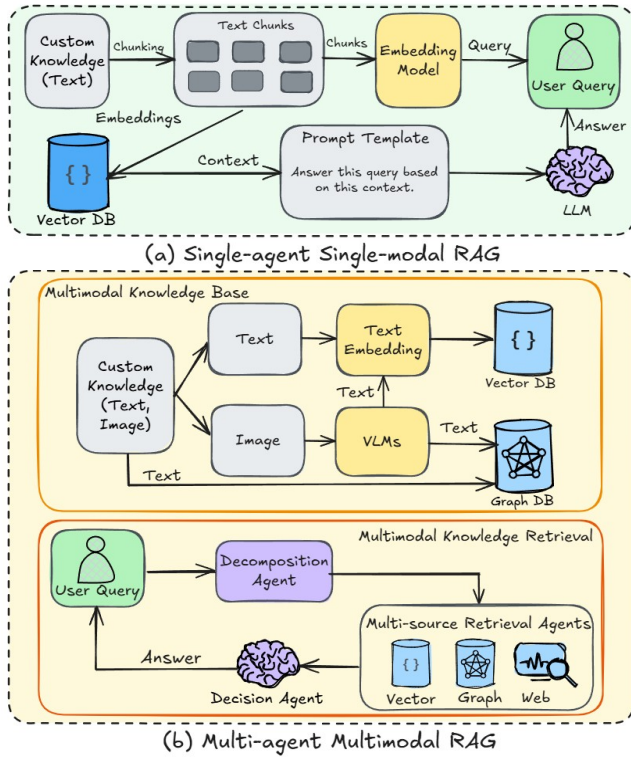 Custom
Knowledge
(Text)
Chunking
Text Chunks
Chunks
Embedding
Model
Query
User Query
Embeddings
{ }
Vector DB
Context
Prompt Template
Answer this query based
on this context.
Answer
LLM
(a) Single-agent Single-modal RAG
Multimodal Knowledge Base
Custom
Knowledge
(Text,
Image)
Text
Text
Embedding
{ }
Vector DB
Text
Image
VLMs
Text
Text
Graph DB
Multimodal Knowledge Retrieval
User Query
Decomposition
Agent
Multi-source Retrieval Agents
{ }
Vector
Graph
Web
Answer
Decision Agent
(b) Multi-agent Multimodal RAG